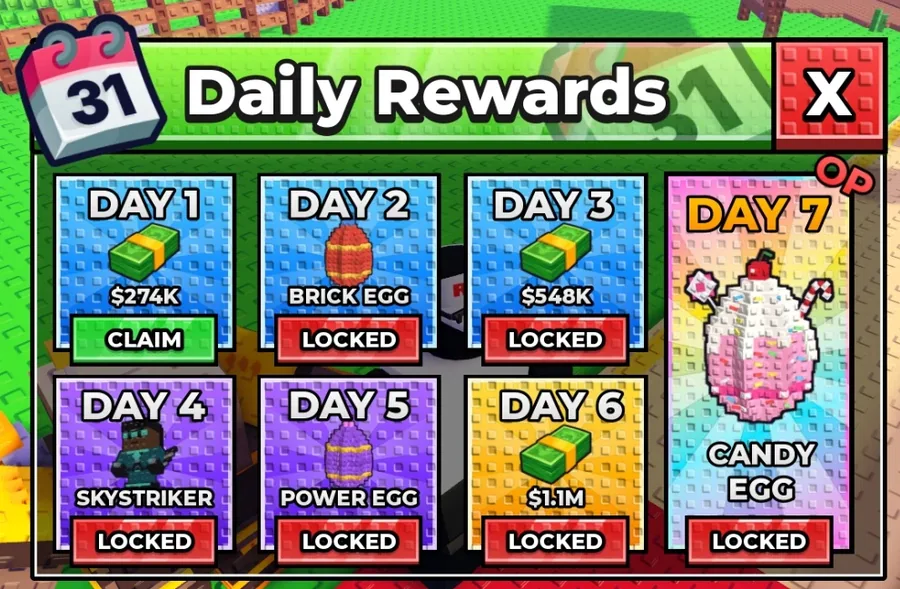 31
Daily Rewards
X
DAY 1
$274K
CLAIM
DAY 2
BRICK EGG
LOCKED
DAY 3
$548K
LOCKED
DAY 4
SKYSTRIKER
LOCKED
DAY 5
POWER EGG
LOCKED
DAY 6
$1.1M
LOCKED
OP
DAY 7
CANDY
EGG
LOCKED